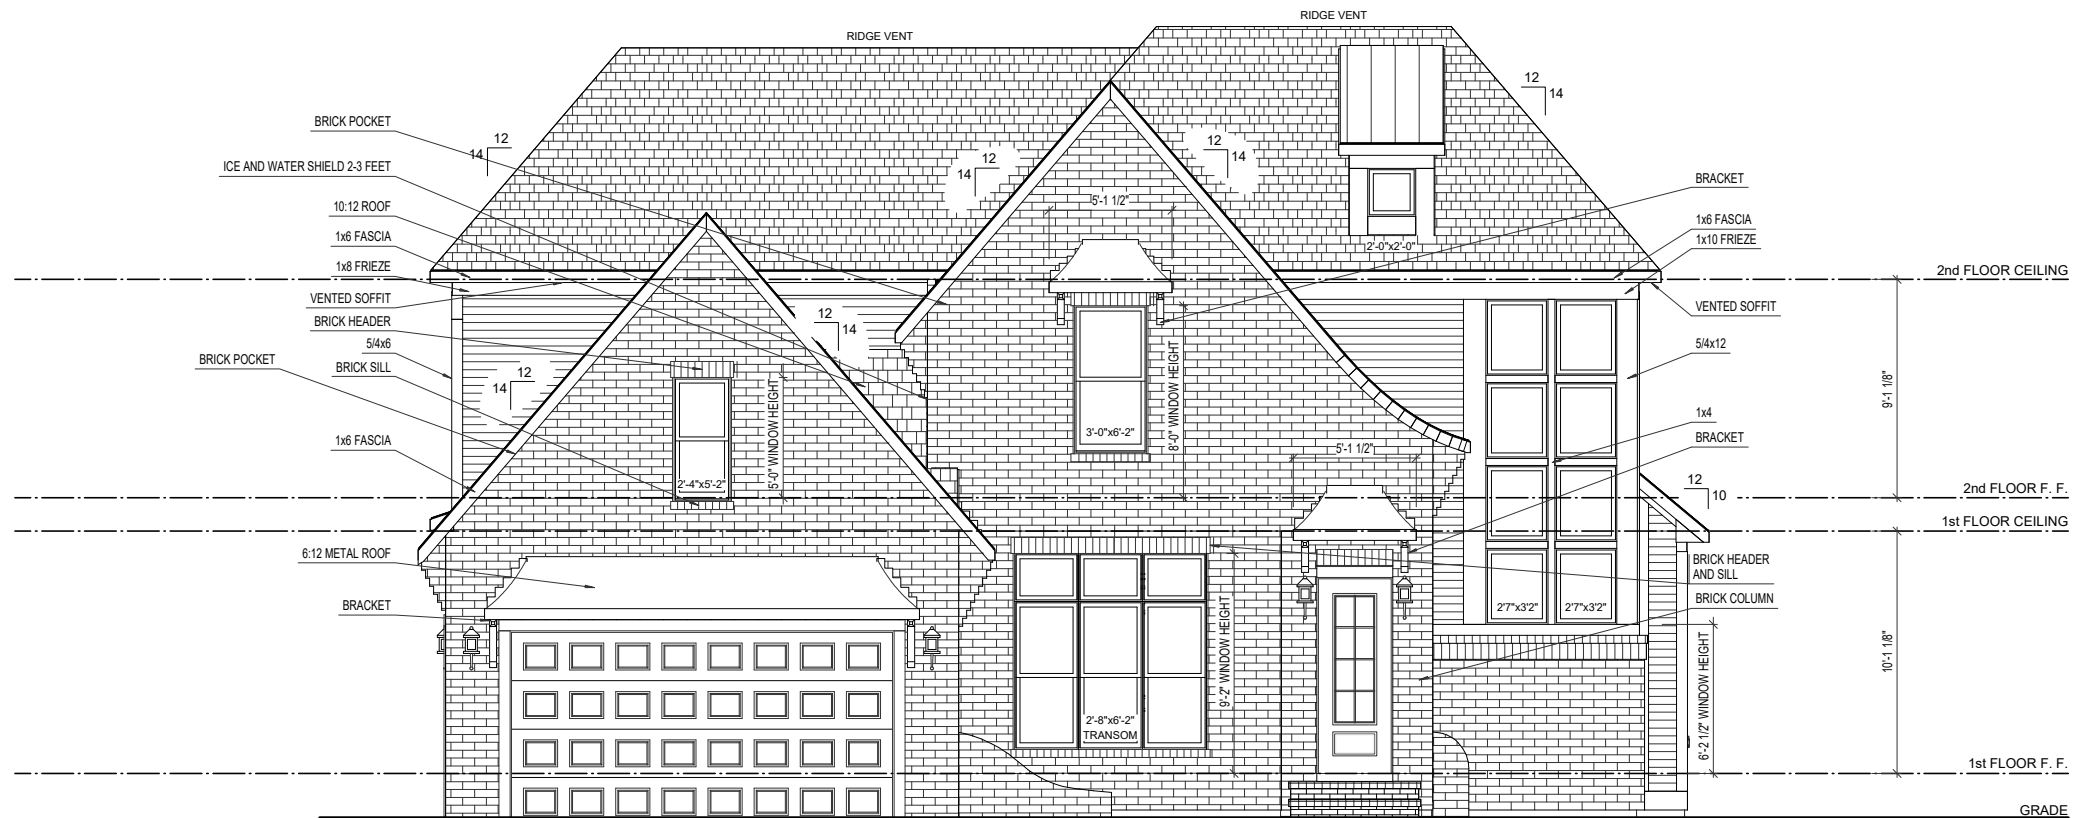 RIDGE VENT
RIDGE VENT
12
14
BRICK POCKET
12
14
12
14
12
14
ICE AND WATER SHIELD 2-3 FEET
BRACKET
10:12 ROOF
5'-1 1/2"
1x6 FASCIA
1x6 FASCIA
1x10 FRIEZE
2'-0"x2'-0"
1x8 FRIEZE
2nd FLOOR CEILING
VENTED SOFFIT
VENTED SOFFIT
BRICK HEADER
12
14
5/4x6
5/4x12
BRICK POCKET
BRICK SILL
12
14
9'-1 1/8"
8'-0" WINDOW HEIGHT
5'-0" WINDOW HEIGHT
1x4
3'-0"x6'-2"
1x6 FASCIA
BRACKET
5'-1 1/2"
2'-4"x5'-2"
12
10
2nd FLOOR F. F.
1st FLOOR CEILING
6:12 METAL ROOF
BRICK HEADER
AND SILL
BRICK COLUMN
BRACKET
2'7"x3'2"
2'7"x3'2"
9'-2" WINDOW HEIGHT
6'-2 1/2" WINDOW HEIGHT
10'-1 1/8"
2'-8"x6'-2"
TRANSOM
1st FLOOR F. F.
GRADE